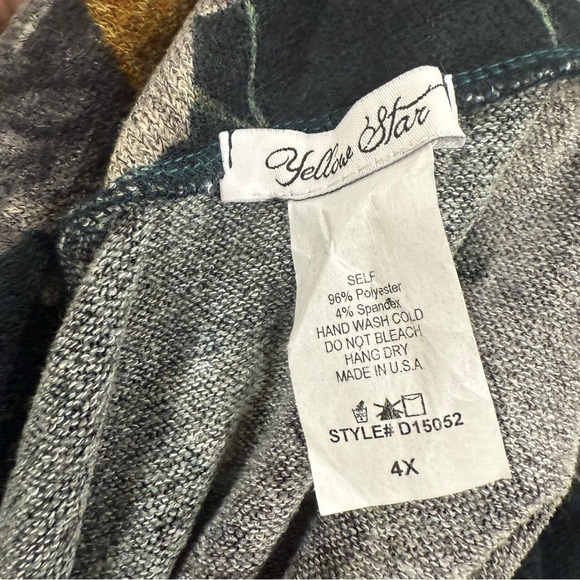 Yellow Star
SELF
96% Polyester
4% Spandex
HAND WASH COLD
DO NOT BLEACH
HANG DRY
MADE IN U.S.A.
STYLE# D15052
4X